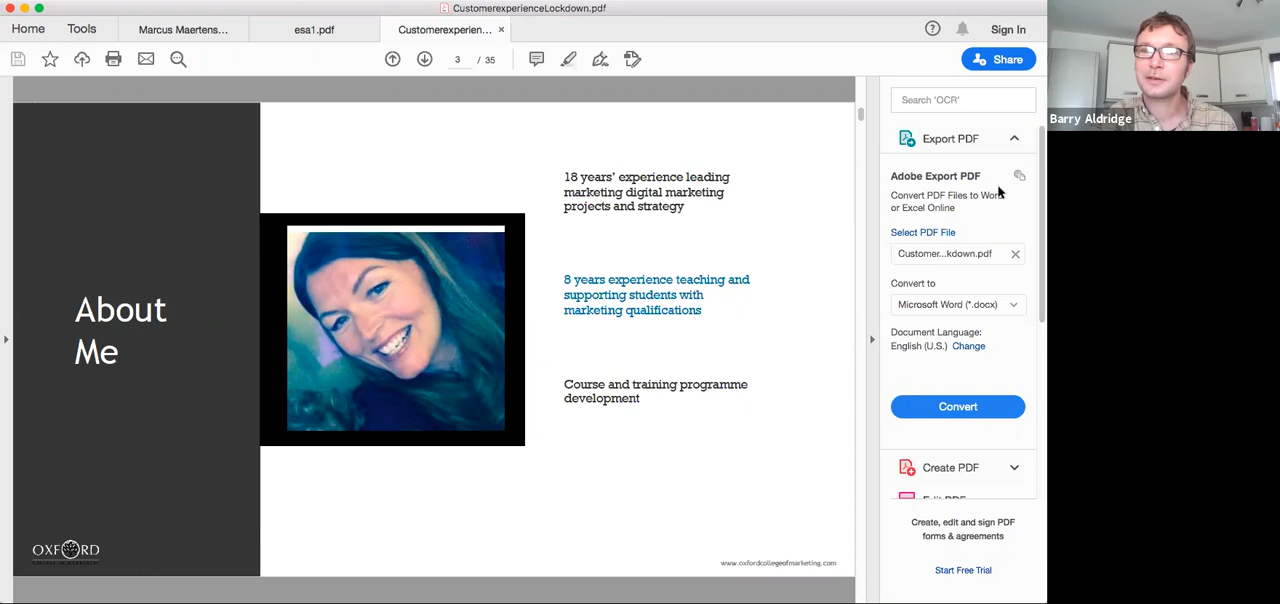 CustomerexperienceLockdown.pdf
Home
Tools
Marcus Maertens...
esa1.pdf
Customerexperien... ×
Sign In
3 / 35
Share
About
Me
18 years' experience leading
marketing digital marketing
projects and strategy
8 years experience teaching and
supporting students with
marketing qualifications
Course and training programme
development
OXFORD
www.oxfordcollegeofmarketing.com
Search 'OCR'
Export PDF
Adobe Export PDF
Convert PDF Files to Word
or Excel Online
Select PDF File
Customer...kdown.pdf
Convert to
Microsoft Word (*.docx)
Document Language:
English (U.S.) Change
Convert
Create PDF
Edit PDF
Create, edit and sign PDF
forms & agreements
Start Free Trial
Barry Aldridge